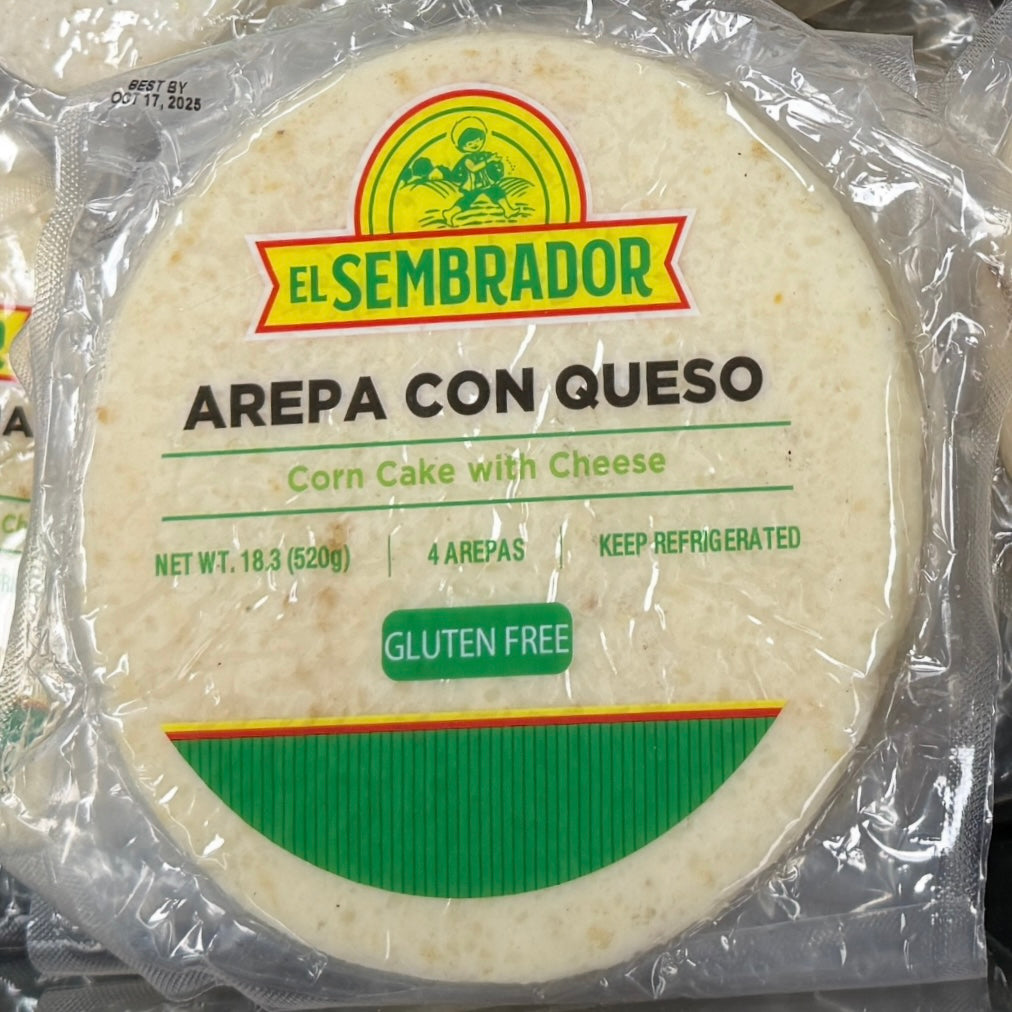 BEST BY
OCT 17, 2025
EL SEMBRADOR
AREPA CON QUESO
Corn Cake with Cheese
NET WT. 18.3 (520g) | 4 AREPAS | KEEP REFRIGERATED
GLUTEN FREE
A
Ch